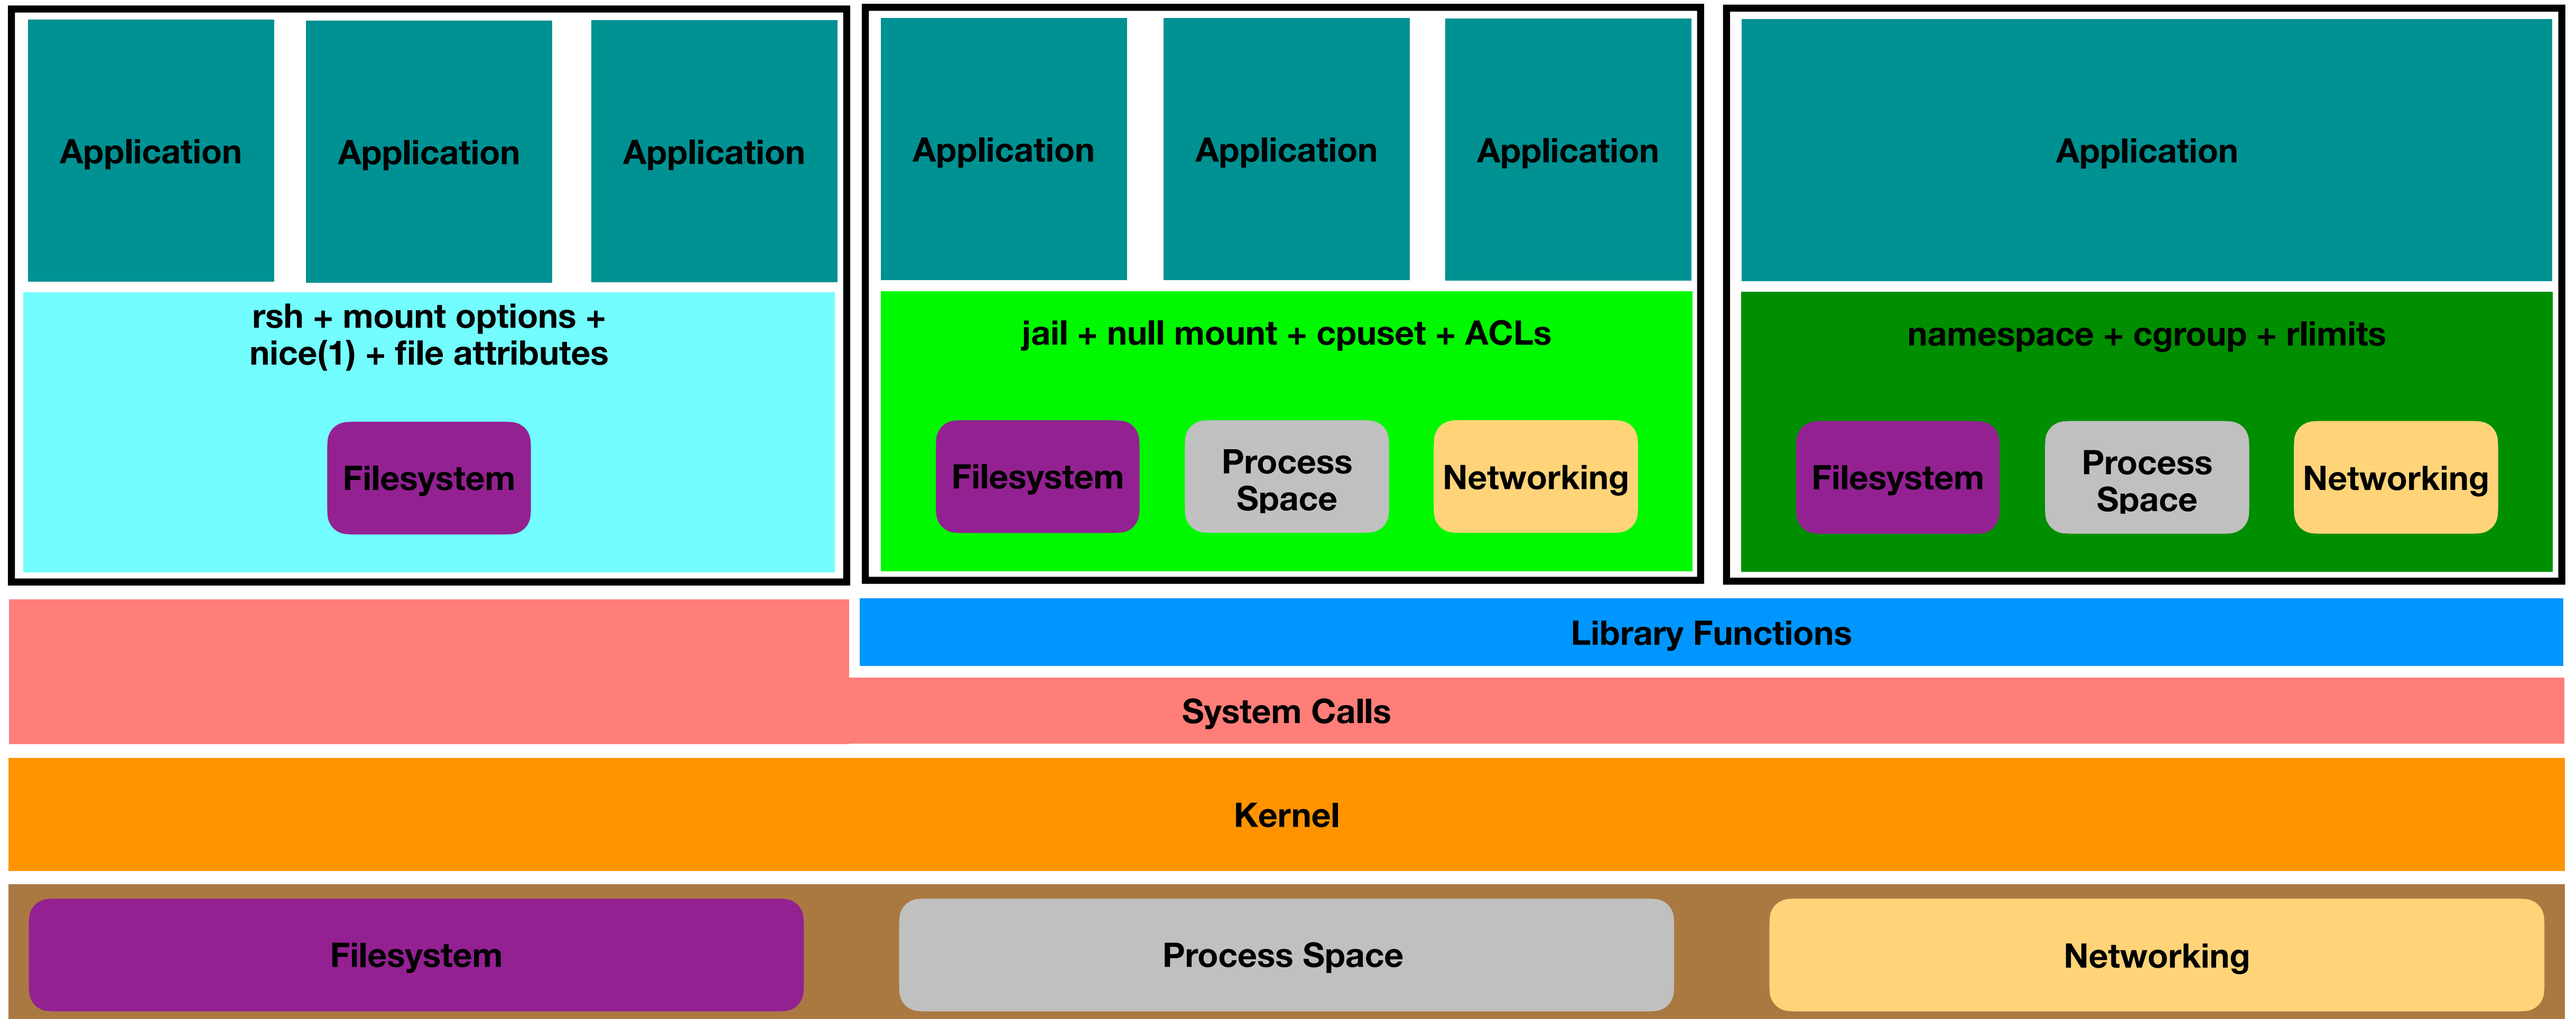 Application
Application
Application
rsh + mount options +
nice(1) + file attributes
Filesystem
Application
Application
Application
jail + null mount + cpuset + ACLs
Filesystem
Process
Space
Networking
Application
namespace + cgroup + rlimits
Filesystem
Process
Space
Networking
Library Functions
System Calls
Kernel
Filesystem
Process Space
Networking